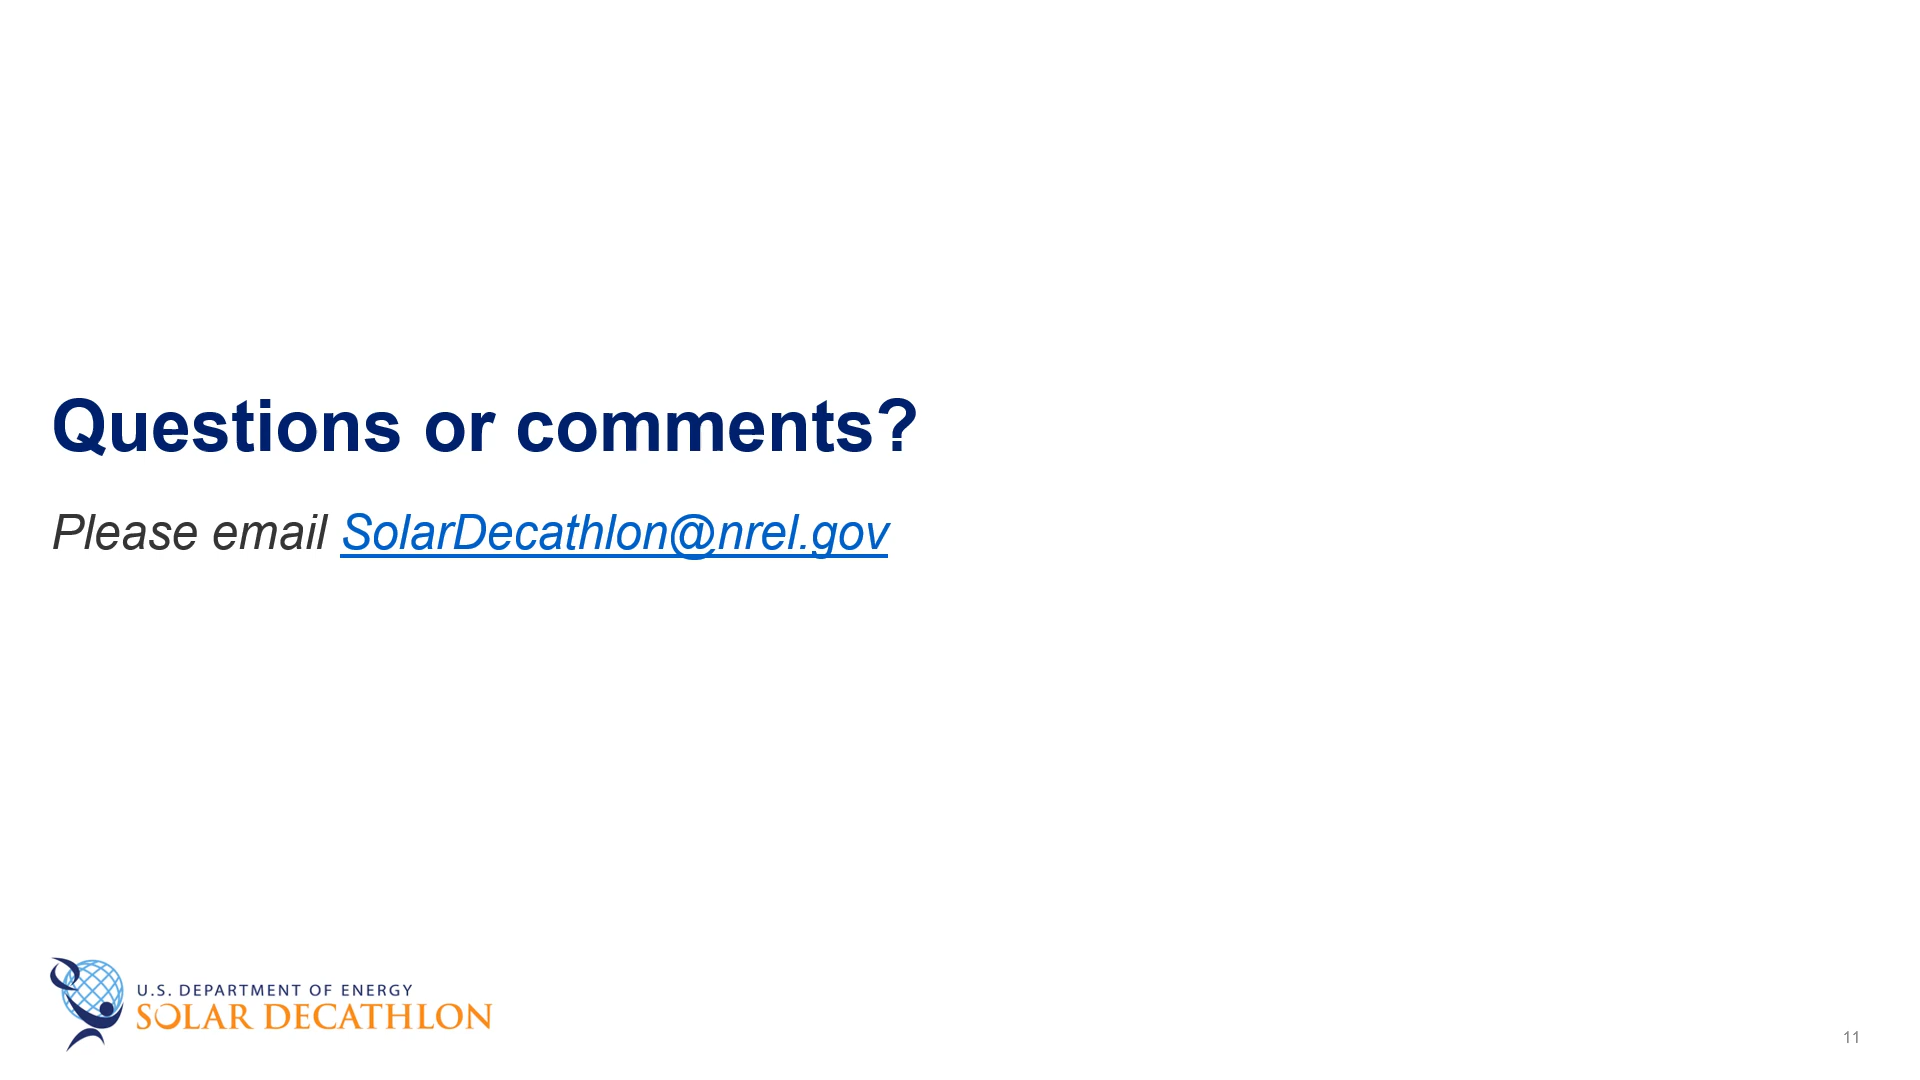 Questions or comments?
Please email SolarDecathlon@nrel.gov
U.S. DEPARTMENT OF ENERGY
SOLAR DECATHLON
11